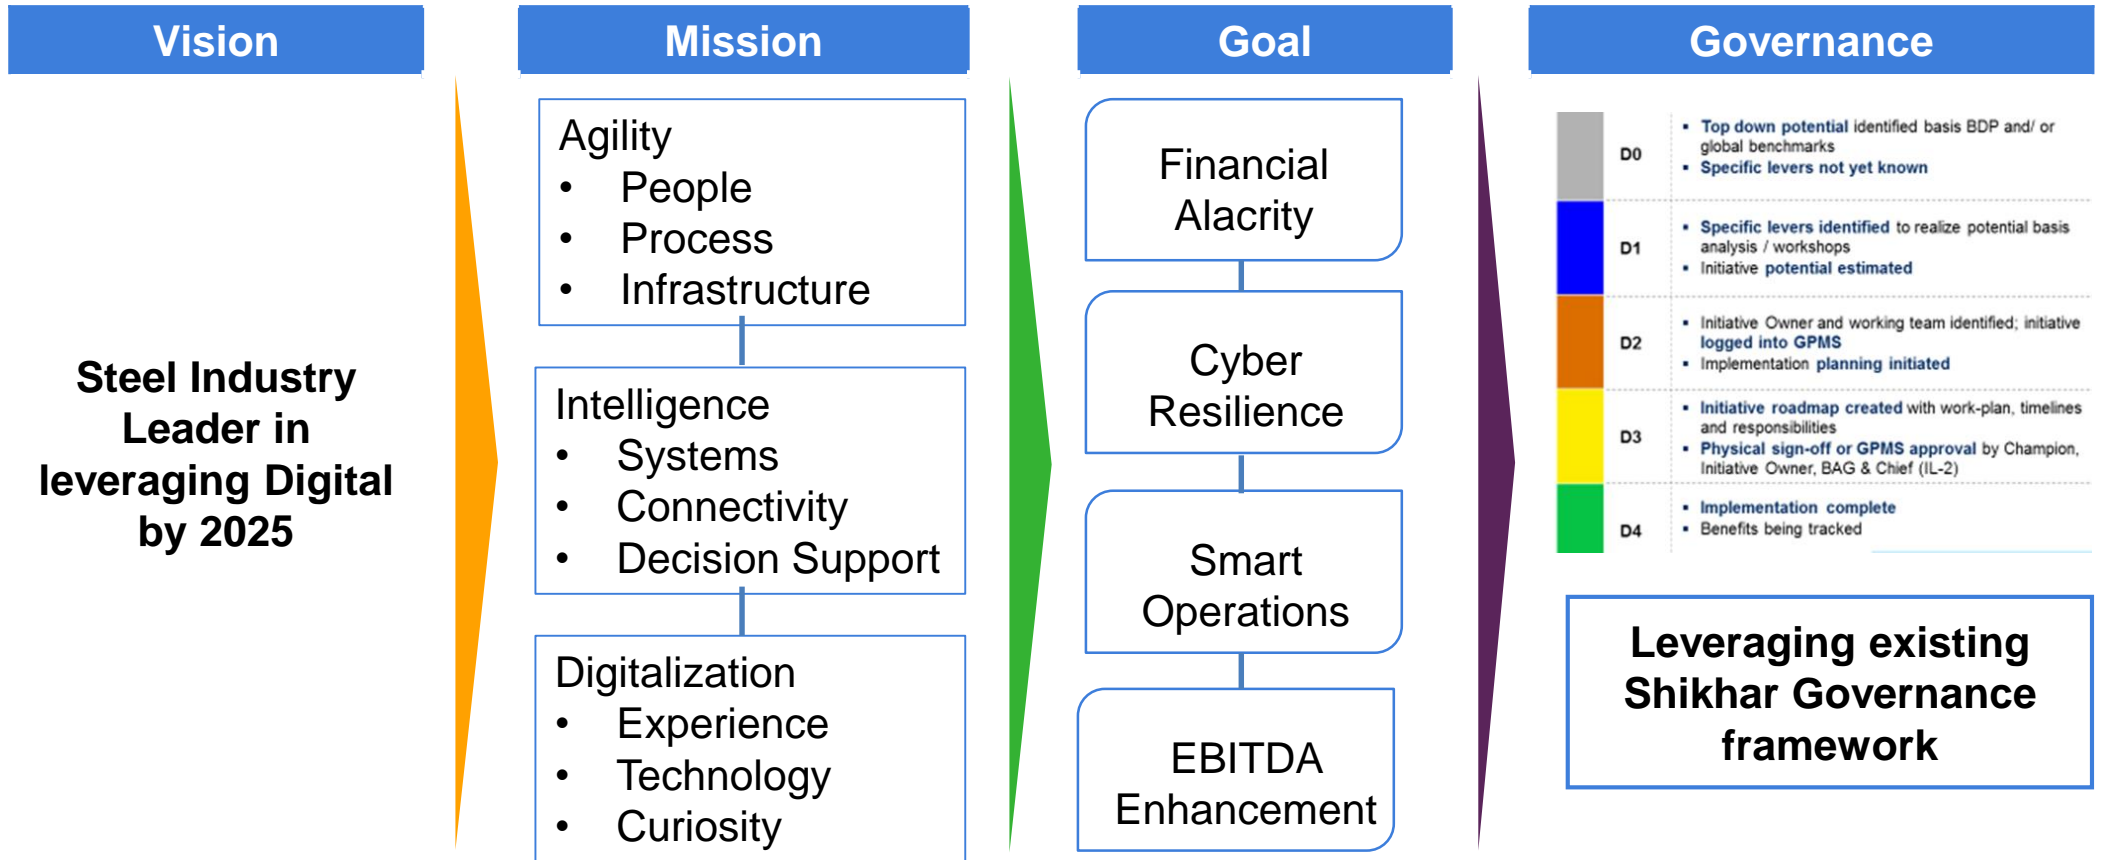 Vision
Steel Industry
Leader in
leveraging Digital
by 2025
Mission
Agility
• People
• Process
• Infrastructure
Intelligence
• Systems
• Connectivity
• Decision Support
Digitalization
• Experience
• Technology
• Curiosity
Goal
Financial
Alacrity
Cyber
Resilience
Smart
Operations
EBITDA
Enhancement
Governance
D0
▪ Top down potential identified basis BDP and/ or
global benchmarks
▪ Specific levers not yet known
D1
▪ Specific levers identified to realize potential basis
analysis / workshops
▪ Initiative potential estimated
D2
▪ Initiative Owner and working team identified; initiative
logged into GPMS
▪ Implementation planning initiated
D3
▪ Initiative roadmap created with work-plan, timelines
and responsibilities
▪ Physical sign-off or GPMS approval by Champion,
Initiative Owner, BAG & Chief (IL-2)
D4
▪ Implementation complete
▪ Benefits being tracked
Leveraging existing
Shikhar Governance
framework